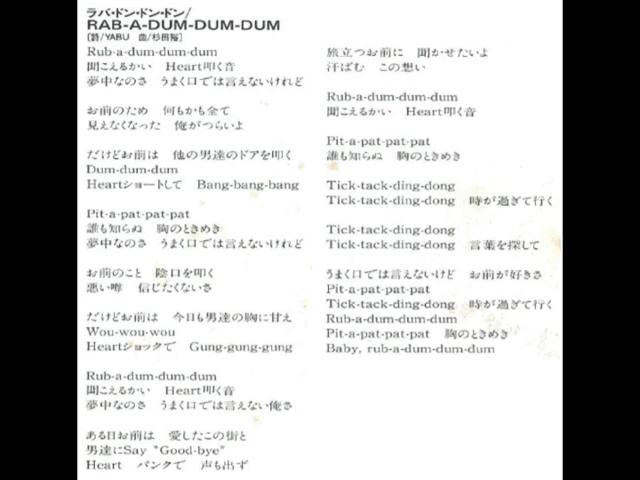 ラバ・ドン・ドン・ドン/
RAB-A-DUM-DUM-DUM
〔詩/YABU 曲/杉田裕〕
Rub-a-dum-dum-dum
聞こえるかい Heart叩く音
夢中なのさ うまく口では言えないけれど
お前のため 何もかも全て
見えなくなった 俺がつらいよ
だけどお前は 他の男達のドアを叩く
Dum-dum-dum
Heartショートして Bang-bang-bang
Pit-a-pat-pat-pat
誰も知らぬ 胸のときめき
夢中なのさ うまく口では言えないけれど
お前のこと 陰口を叩く
悪い噂 信じたくないさ
だけどお前は 今日も男達の胸に甘え
Wou-wou-wou
Heartショックで Gung-gung-gung
Rub-a-dum-dum-dum
聞こえるかい Heart叩く音
夢中なのさ うまく口では言えない俺さ
ある日お前は 愛したこの街と
男達にSay "Good-bye"
Heart パンクで 声も出ず
旅立つお前に 聞かせたいよ
汗ばむ この想い
Rub-a-dum-dum-dum
聞こえるかい Heart叩く音
Pit-a-pat-pat-pat
誰も知らぬ 胸のときめき
Tick-tack-ding-dong
Tick-tack-ding-dong 時が過ぎて行く
Tick-tack-ding-dong
Tick-tack-ding-dong 言葉を探して
うまく口では言えないけど お前が好きさ
Pit-a-pat-pat-pat
Tick-tack-ding-dong 時が過ぎて行く
Rub-a-dum-dum-dum
Pit-a-pat-pat-pat 胸のときめき
Baby, rub-a-dum-dum-dum